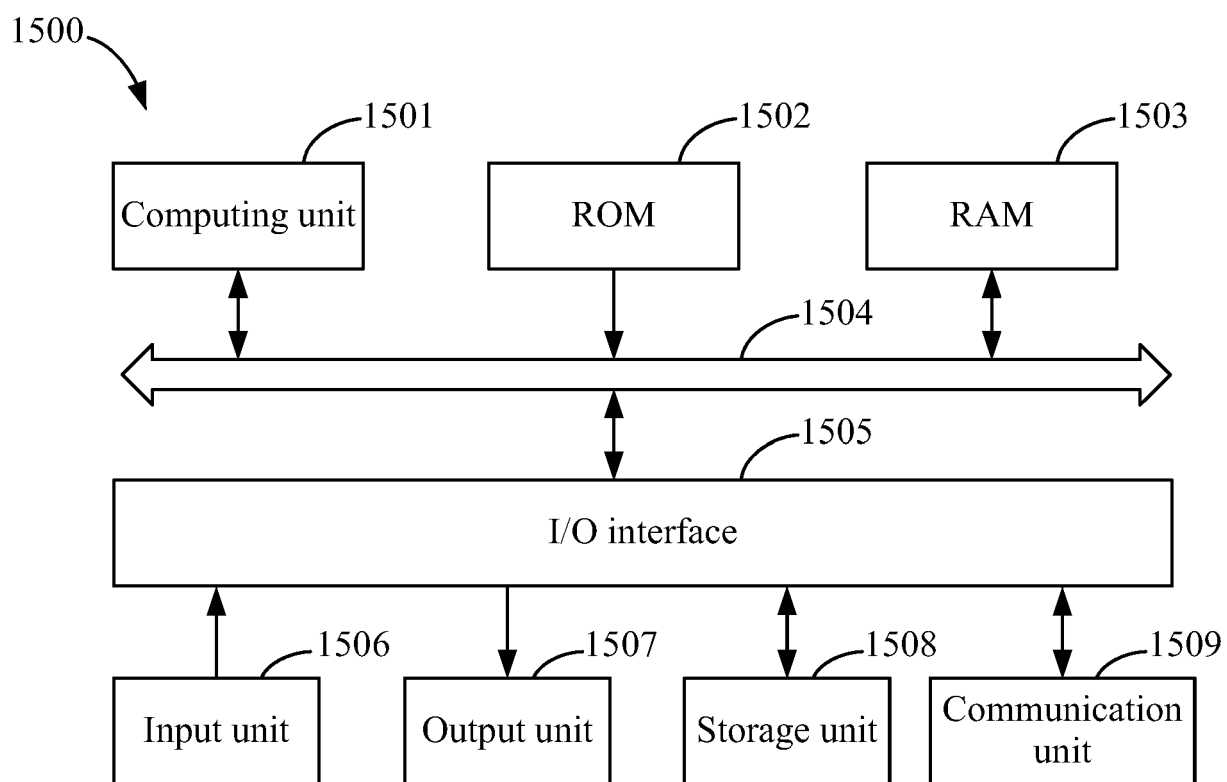 1500
1501
1502
1503
Computing unit
ROM
RAM
1504
1505
I/O interface
1506
1507
1508
1509
Input unit
Output unit
Storage unit
Communication
unit